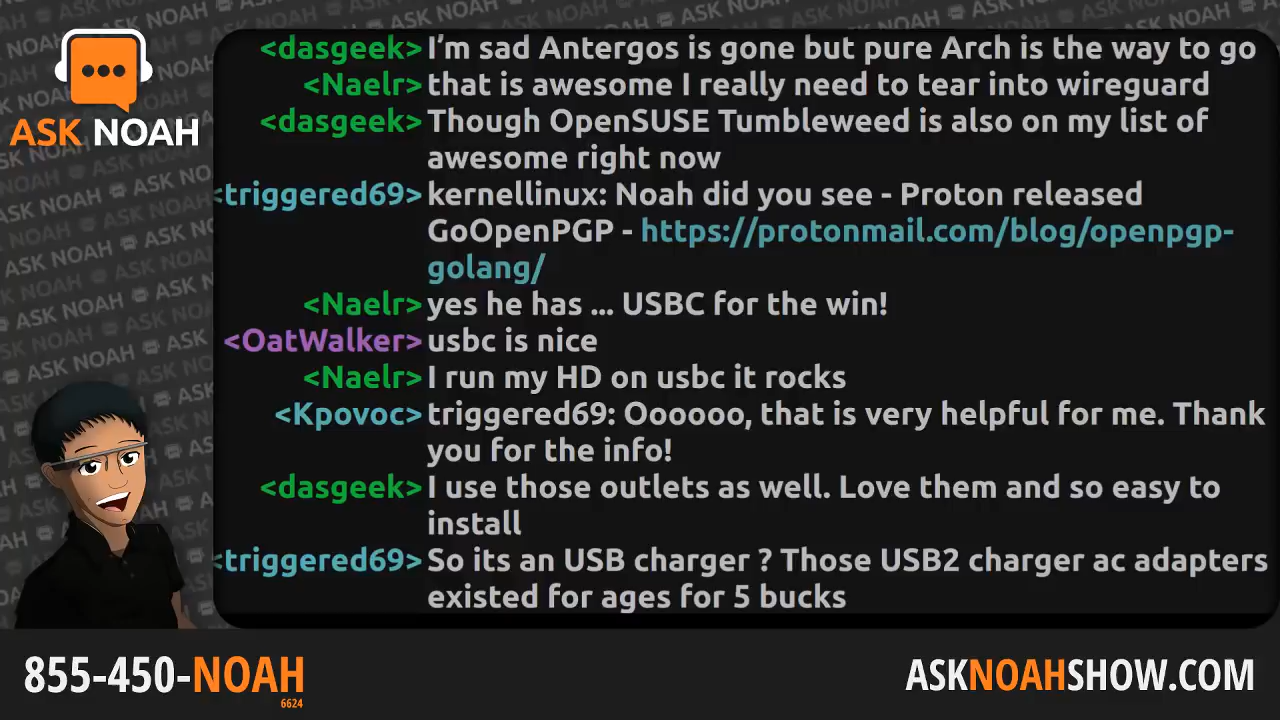 ASK NOAH
<dasgeek> I’m sad Antergos is gone but pure Arch is the way to go
<Naelr> that is awesome I really need to tear into wireguard
<dasgeek> Though OpenSUSE Tumbleweed is also on my list of
awesome right now
<triggered69> kernellinux: Noah did you see - Proton released
GoOpenPGP - https://protonmail.com/blog/openpgp-
golang/
<Naelr> yes he has ... USBC for the win!
<OatWalker> usbc is nice
<Naelr> I run my HD on usbc it rocks
<Kpovoc> triggered69: Oooooo, that is very helpful for me. Thank
you for the info!
<dasgeek> I use those outlets as well. Love them and so easy to
install
<triggered69> So its an USB charger ? Those USB2 charger ac adapters
existed for ages for 5 bucks
855-450-NOAH
6624
ASKNOAHSHOW.COM